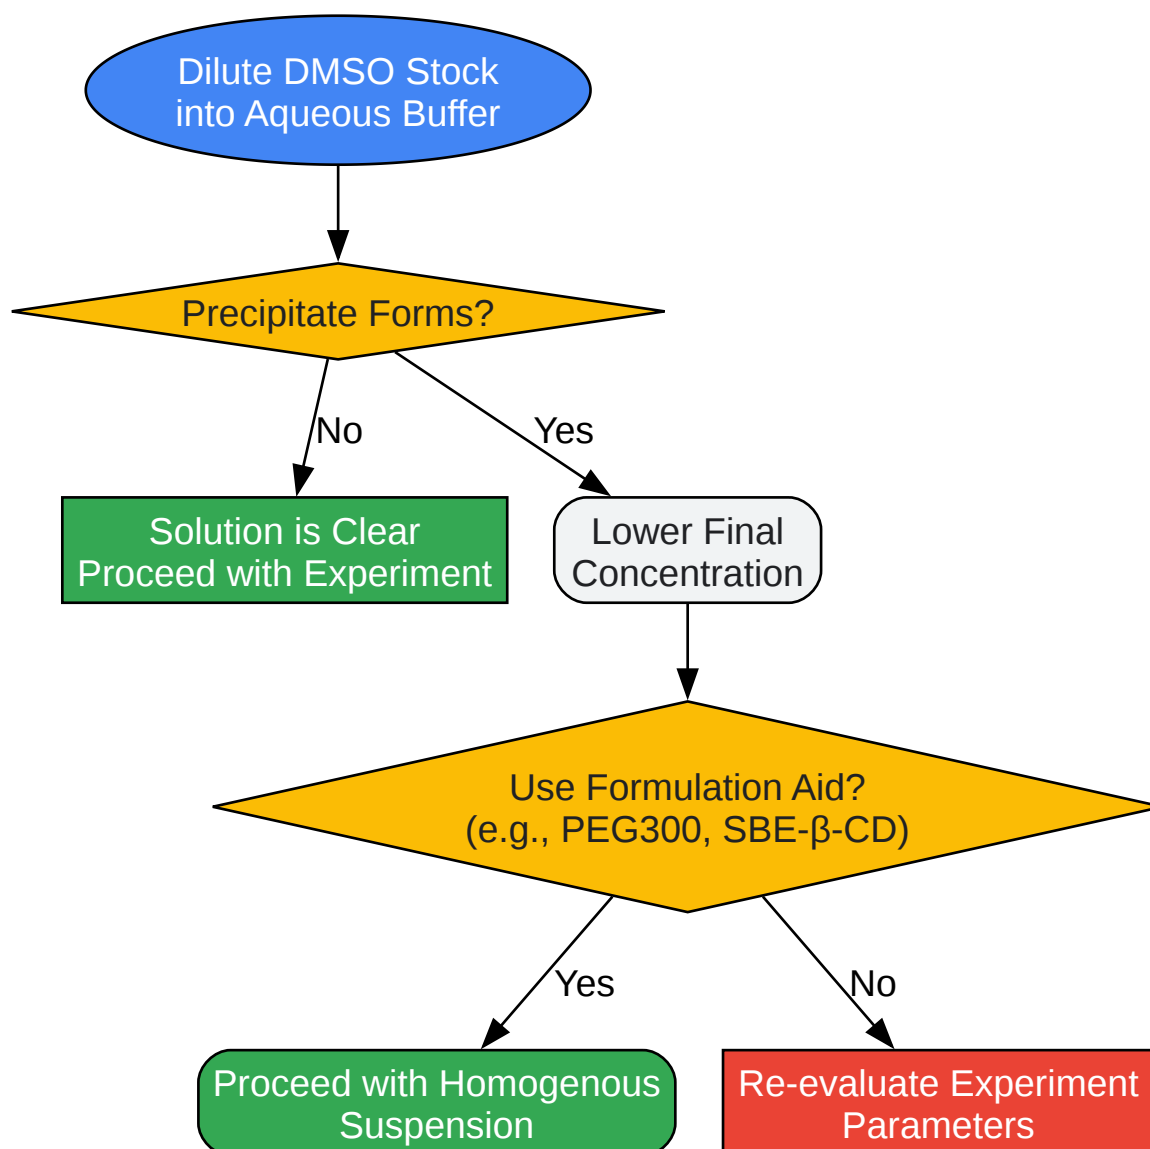 Dilute DMSO Stock
into Aqueous Buffer
Precipitate Forms?
No
Yes
Solution is Clear
Proceed with Experiment
Lower Final
Concentration
Use Formulation Aid?
(e.g., PEG300, SBE-β-CD)
Yes
No
Proceed with Homogenous
Suspension
Re-evaluate Experiment
Parameters